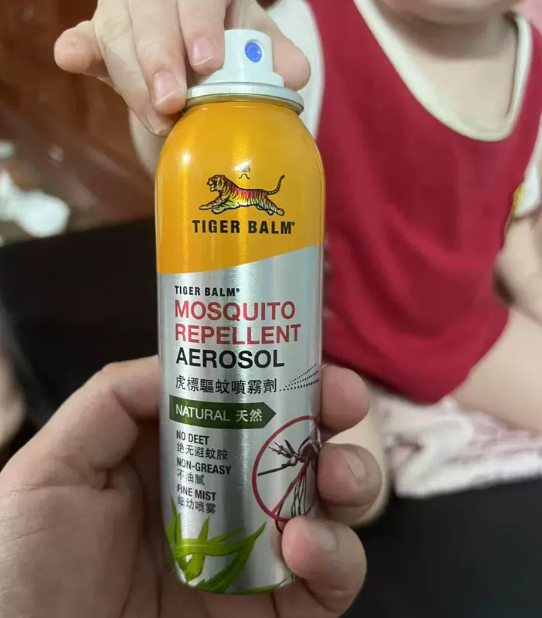 虎
TIGER BALM®
TIGER BALM®
MOSQUITO
REPELLENT
AEROSOL
虎標驅蚊噴霧劑
NATURAL 天然
NO DEET
绝无避蚊胺
NON-GREASY
不油腻
FINE MIST
细幼喷雾